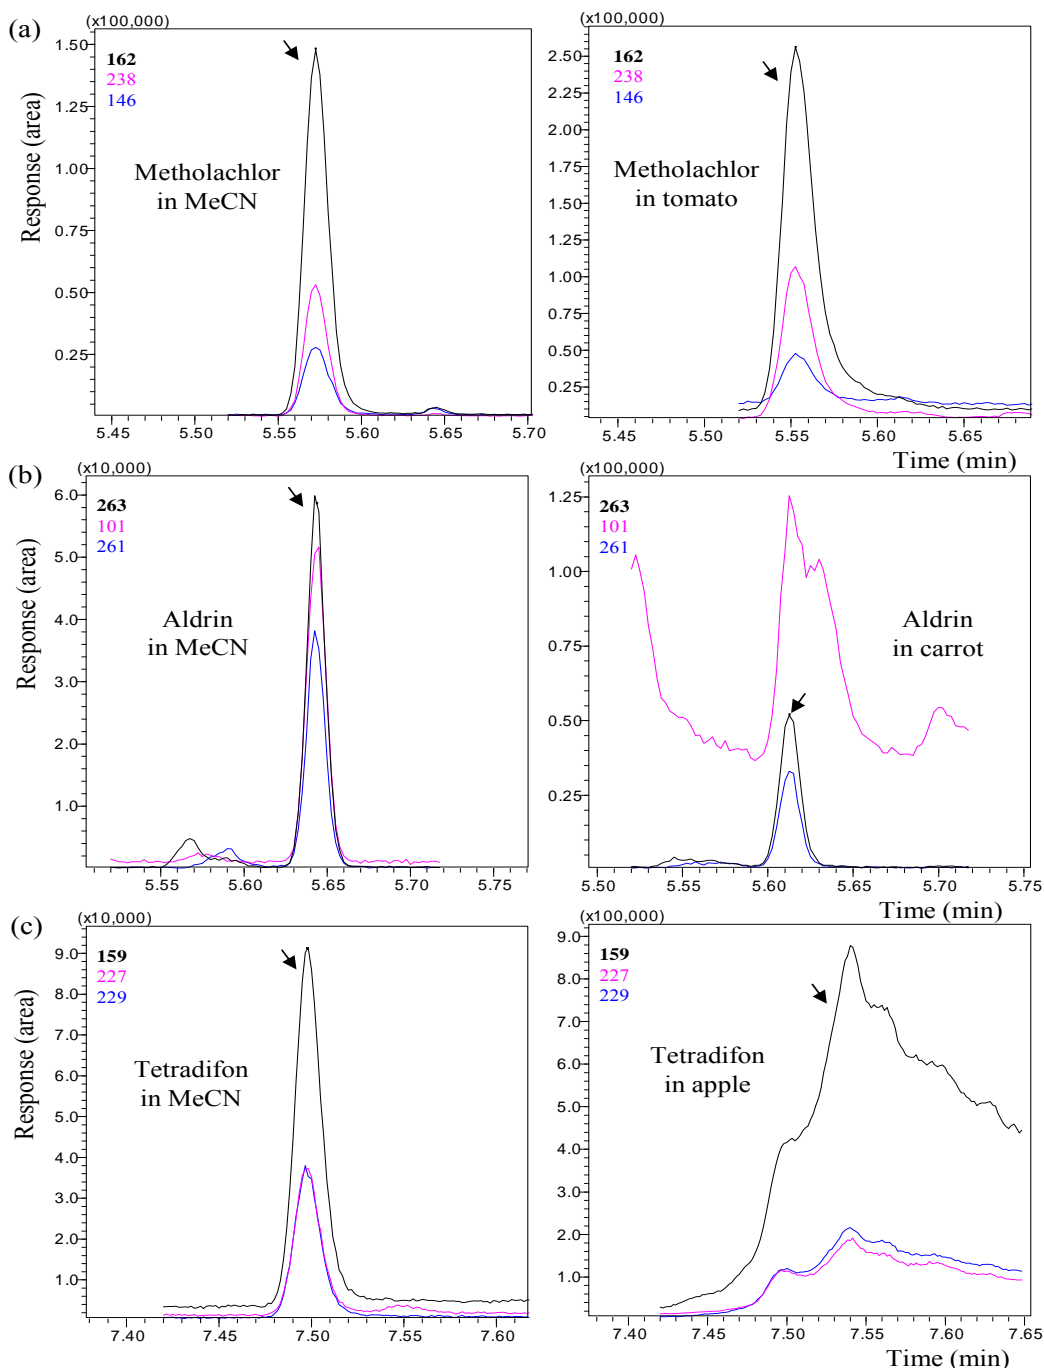 (a)
(x100,000)
1.50
1.25
1.00
0.75
0.50
0.25
Response (area)
162
238
146
Metholachlor
in MeCN
5.45 5.50 5.55 5.60 5.65 5.70
(x100,000)
2.50
2.25
2.00
1.75
1.50
1.25
1.00
0.75
0.50
0.25
162
238
146
Metholachlor
in tomato
5.45 5.50 5.55 5.60 5.65
Time (min)
(b)
(x10,000)
6.0
5.0
4.0
3.0
2.0
1.0
Response (area)
263
101
261
Aldrin
in MeCN
5.55 5.60 5.65 5.70 5.75
(x100,000)
1.25
1.00
0.75
0.50
0.25
263
101
261
Aldrin
in carrot
5.50 5.55 5.60 5.65 5.70 5.75
Time (min)
(c)
(x10,000)
9.0
8.0
7.0
6.0
5.0
4.0
3.0
2.0
1.0
Response (area)
159
227
229
Tetradifon
in MeCN
7.40 7.45 7.50 7.55 7.60
(x100,000)
9.0
8.0
7.0
6.0
5.0
4.0
3.0
2.0
1.0
159
227
229
Tetradifon
in apple
7.40 7.45 7.50 7.55 7.60 7.65
Time (min)